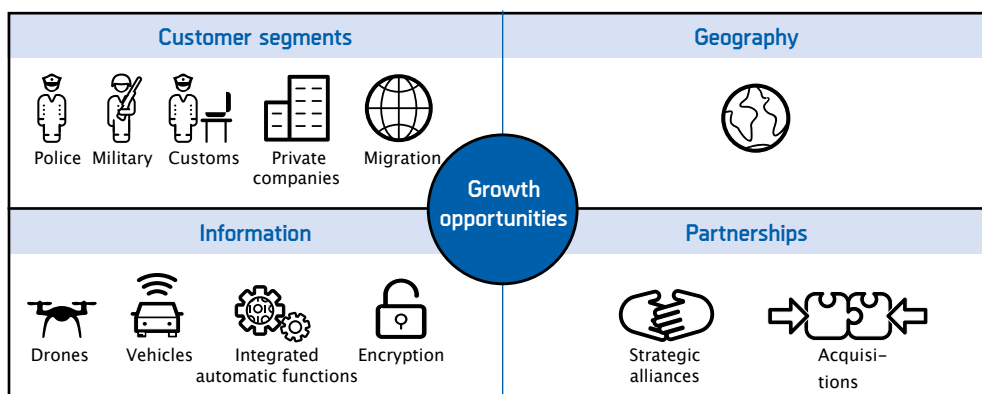 Customer segments
Geography
Police
Military
Customs
Private
companies
Migration
Growth
opportunities
Information
Partnerships
Drones
Vehicles
Integrated
automatic functions
Encryption
Strategic
alliances
Acquisi-
tions